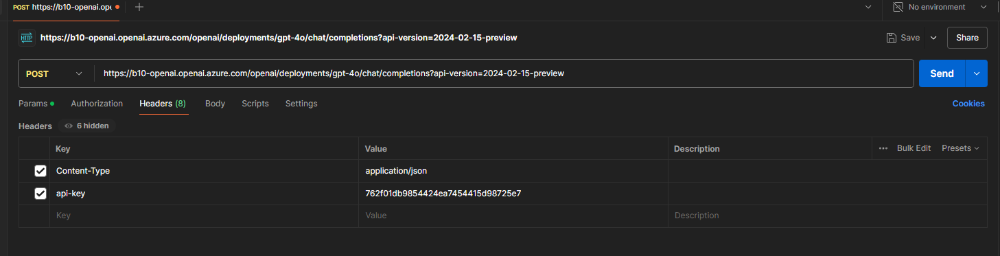 POST https://b10-openai.ope
No environment
HTTP https://b10-openai.openai.azure.com/openai/deployments/gpt-4o/chat/completions?api-version=2024-02-15-preview Save Share
POST https://b10-openai.openai.azure.com/openai/deployments/gpt-4o/chat/completions?api-version=2024-02-15-preview Send
Params Authorization Headers (8) Body Scripts Settings Cookies
Headers 6 hidden
Key Value Description ... Bulk Edit Presets
Content-Type application/json
api-key 762f01db9854424ea7454415d98725e7
Key Value Description